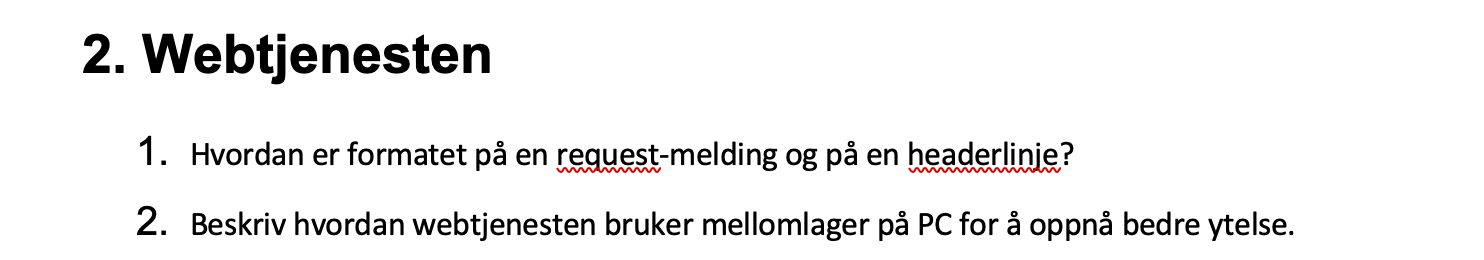 2. Webtjenesten
1. Hvordan er formatet på en request-melding og på en headerlinje?
2. Beskriv hvordan webtjenesten bruker mellomlager på PC for å oppnå bedre ytelse.